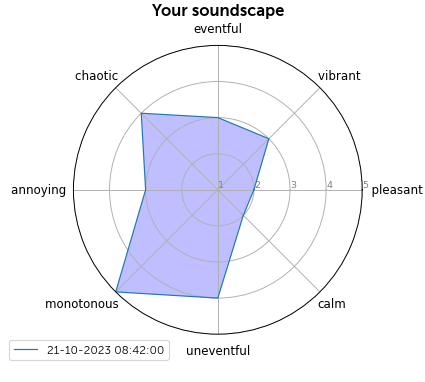 Your soundscape
eventful
chaotic
vibrant
annoying
1 2 3 4 5
pleasant
monotonous
calm
uneventful
21-10-2023 08:42:00